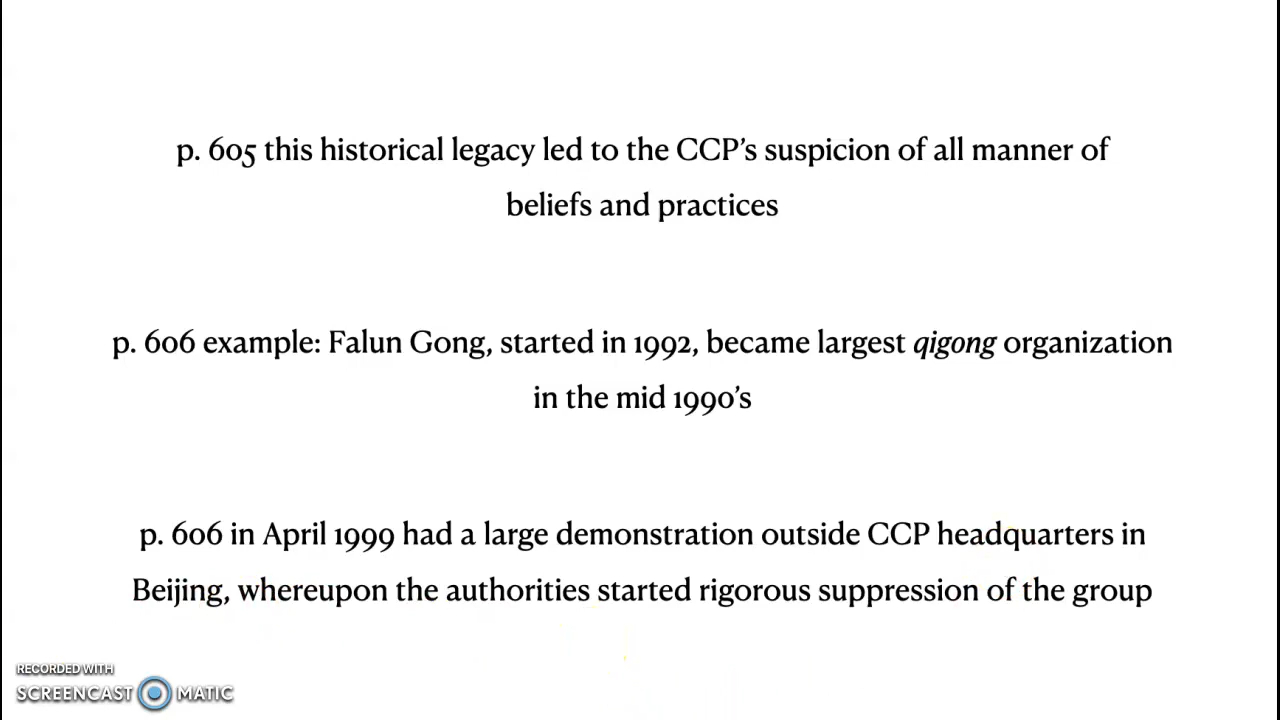 p. 605 this historical legacy led to the CCP’s suspicion of all manner of
beliefs and practices
p. 606 example: Falun Gong, started in 1992, became largest qigong organization
in the mid 1990’s
p. 606 in April 1999 had a large demonstration outside CCP headquarters in
Beijing, whereupon the authorities started rigorous suppression of the group
RECORDED WITH
SCREENCAST MATIC